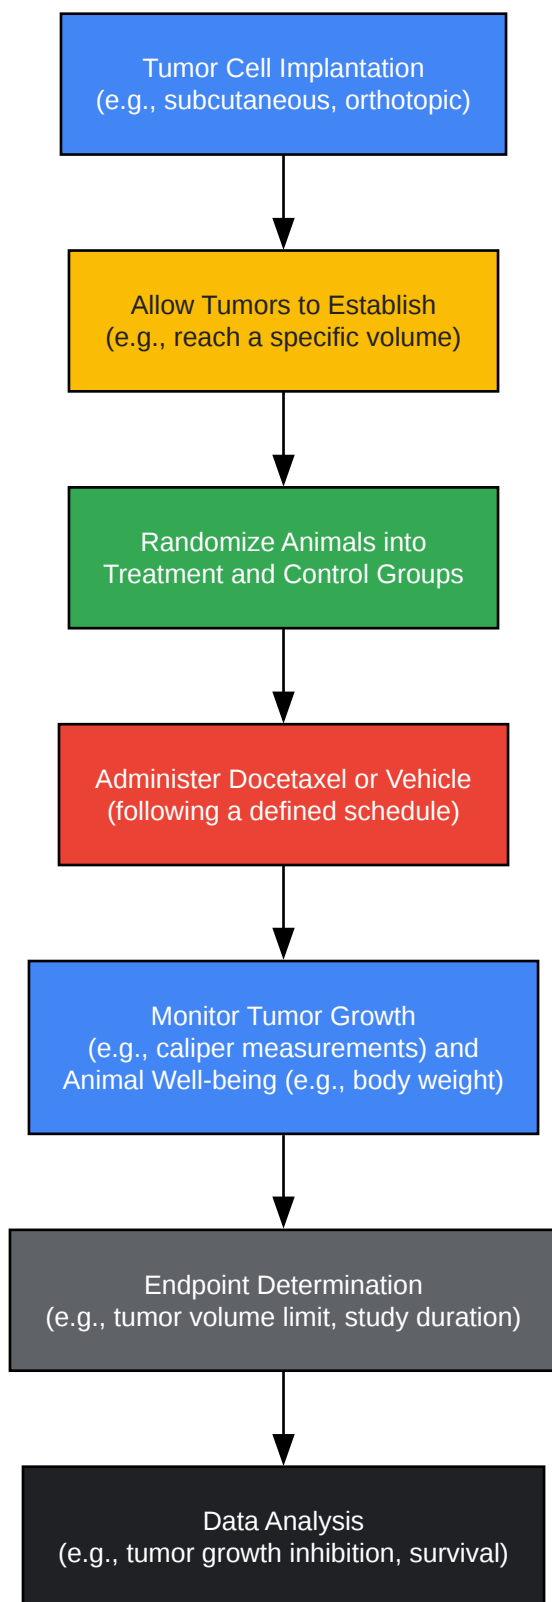 Tumor Cell Implantation
(e.g., subcutaneous, orthotopic)
Allow Tumors to Establish
(e.g., reach a specific volume)
Randomize Animals into
Treatment and Control Groups
Administer Docetaxel or Vehicle
(following a defined schedule)
Monitor Tumor Growth
(e.g., caliper measurements) and
Animal Well-being (e.g., body weight)
Endpoint Determination
(e.g., tumor volume limit, study duration)
Data Analysis
(e.g., tumor growth inhibition, survival)